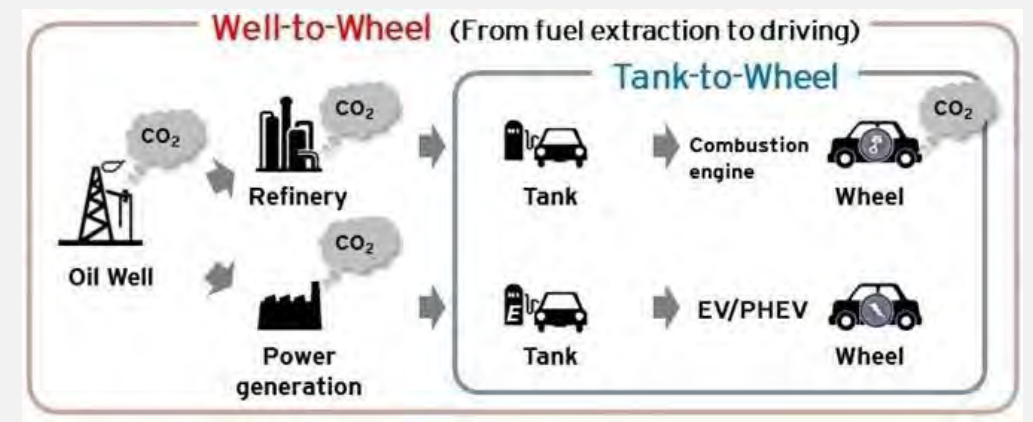 Well-to-Wheel (From fuel extraction to driving)
Tank-to-Wheel
CO₂
CO₂
CO₂
Combustion
engine
Refinery
Tank
Wheel
CO₂
Oil Well
E
EV/PHEV
Power
generation
Tank
Wheel